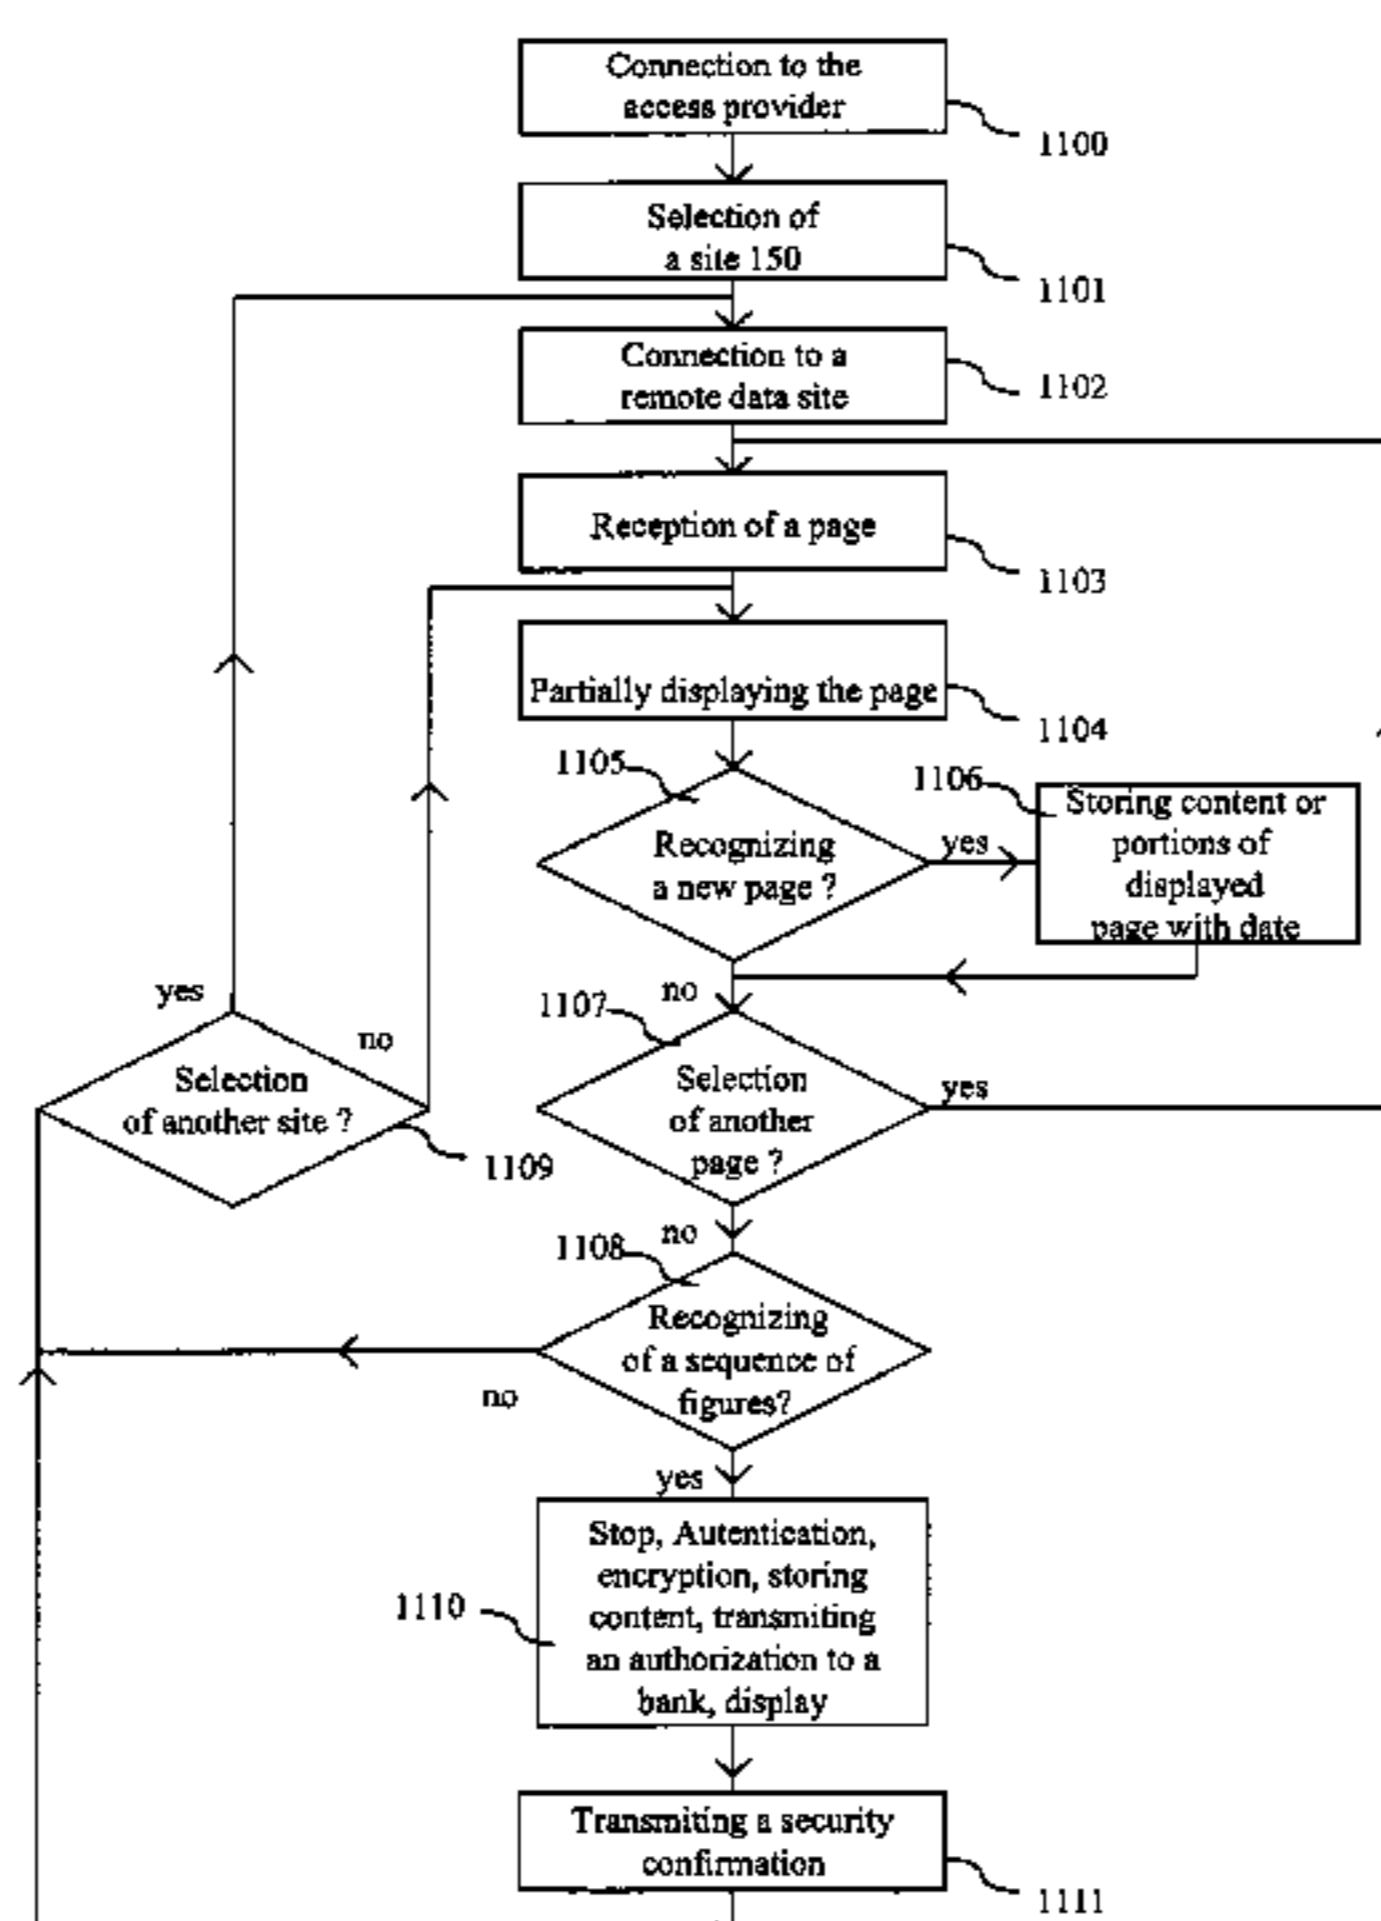 Connection to the
access provider
1100
Selection of
a site 150
1101
Connection to a
remote data site
1102
Reception of a page
1103
Partially displaying the page
1104
1105
Recognizing
a new page ?
yes
1106
Storing content or
portions of
displayed
page with date
no
1107
Selection
of another
page ?
yes
yes
no
Selection
of another site ?
1109
no
1108
Recognizing
of a sequence of
figures?
no
yes
Stop, Autentication,
encryption, storing
content, transmiting
an authorization to a
bank, display
1110
Transmiting a security
confirmation
1111